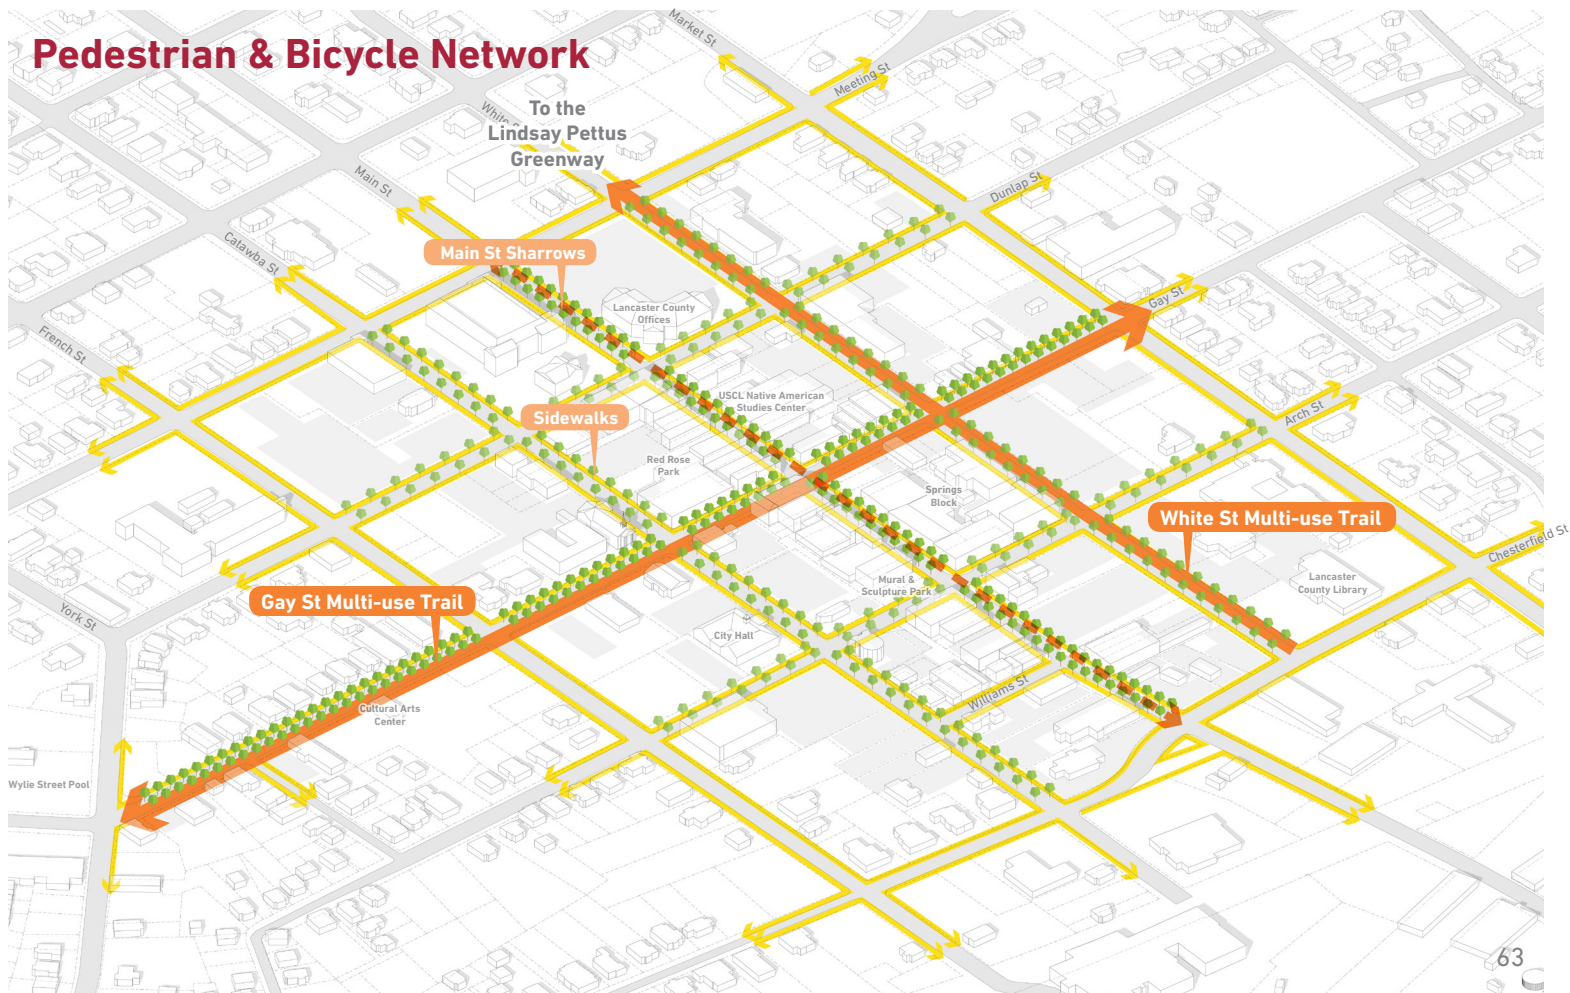 Pedestrian & Bicycle Network
Market St
Meeting St
To the
Lindsay Pettus
Greenway
White
Main St
Dunlap St
Catawba St
Main St Sharrows
Gay St
Lancaster County
Offices
French St
USCL Native American
Studies Center
Arch St
Sidewalks
Red Rose
Park
Springs
Block
White St Multi-use Trail
Chesterfield St
Mural &
Sculpture Park
Lancaster
County Library
Gay St Multi-use Trail
York St
City Hall
Williams St
Cultural Arts
Center
Wylie Street Pool
63